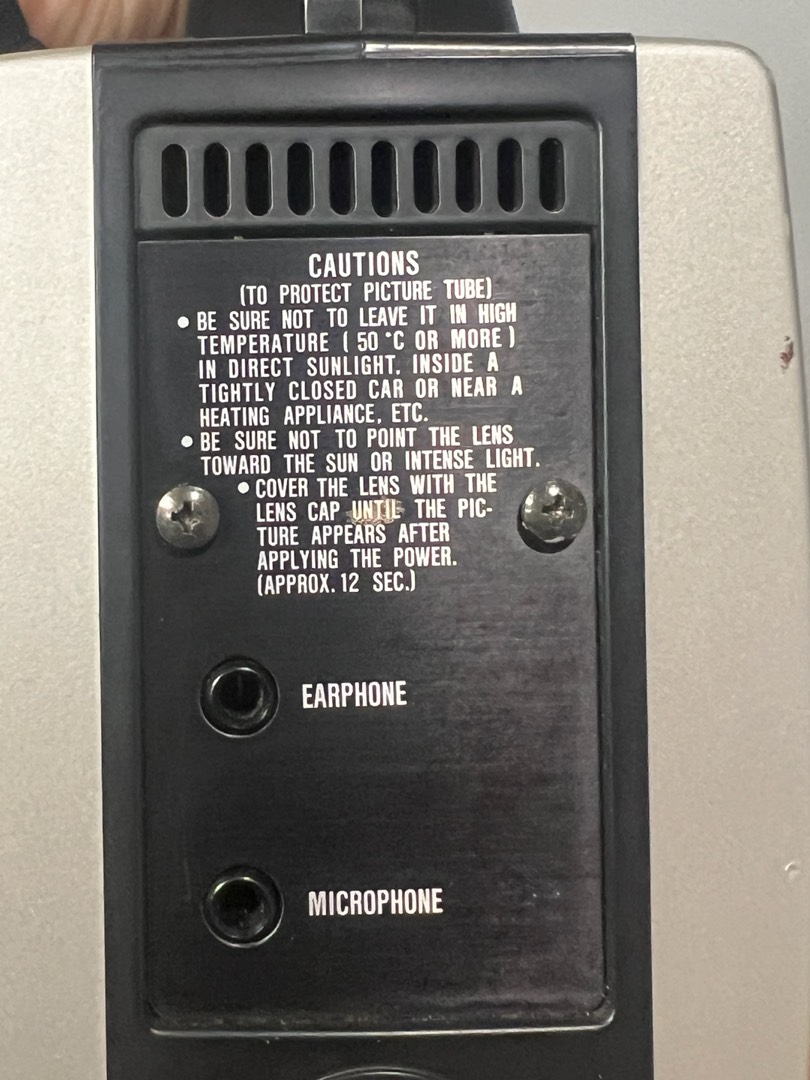 CAUTIONS
(TO PROTECT PICTURE TUBE)
• BE SURE NOT TO LEAVE IT IN HIGH
TEMPERATURE ( 50 °C OR MORE )
IN DIRECT SUNLIGHT, INSIDE A
TIGHTLY CLOSED CAR OR NEAR A
HEATING APPLIANCE, ETC.
• BE SURE NOT TO POINT THE LENS
TOWARD THE SUN OR INTENSE LIGHT.
• COVER THE LENS WITH THE
LENS CAP UNTIL THE PIC-
TURE APPEARS AFTER
APPLYING THE POWER.
(APPROX. 12 SEC.)
EARPHONE
MICROPHONE